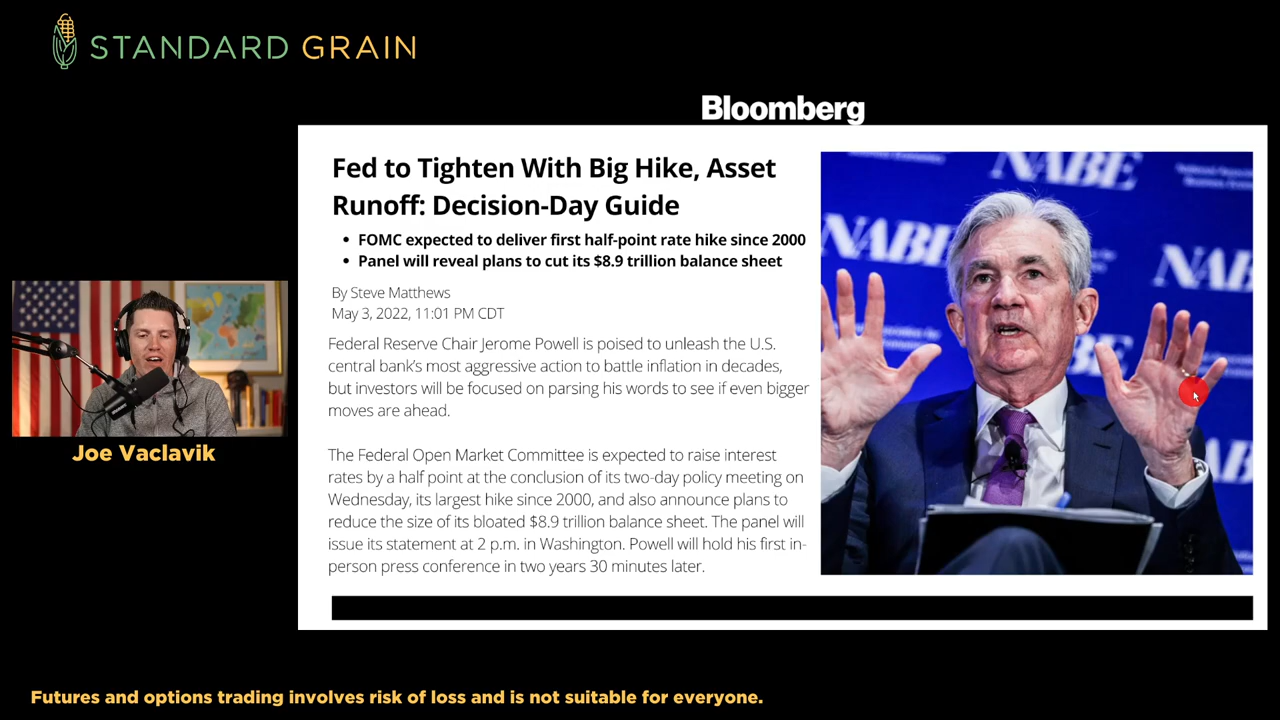 STANDARD GRAIN
Bloomberg
Fed to Tighten With Big Hike, Asset
Runoff: Decision-Day Guide
• FOMC expected to deliver first half-point rate hike since 2000
• Panel will reveal plans to cut its $8.9 trillion balance sheet
By Steve Matthews
May 3, 2022, 11:01 PM CDT
Federal Reserve Chair Jerome Powell is poised to unleash the U.S.
central bank's most aggressive action to battle inflation in decades,
but investors will be focused on parsing his words to see if even bigger
moves are ahead.
The Federal Open Market Committee is expected to raise interest
rates by a half point at the conclusion of its two-day policy meeting on
Wednesday, its largest hike since 2000, and also announce plans to
reduce the size of its bloated $8.9 trillion balance sheet. The panel will
issue its statement at 2 p.m. in Washington. Powell will hold his first in-
person press conference in two years 30 minutes later.
NABE
NABE
NAB
AB
Joe Vaclavik
Futures and options trading involves risk of loss and is not suitable for everyone.